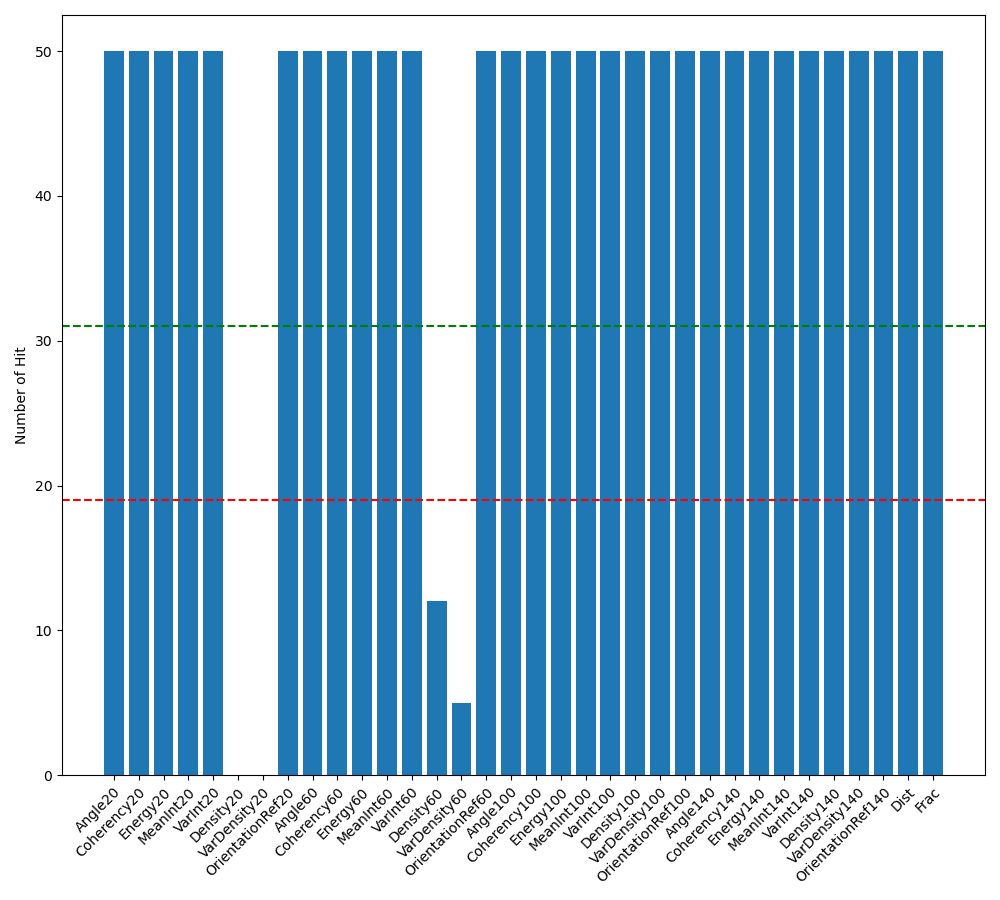 50
40
30
20
10
0
Number of Hit
Angle20
Coherency20
Energy20
MeanInt20
VarInt20
Density20
VarDensity20
OrientationRef20
Angle60
Coherency60
Energy60
MeanInt60
VarInt60
Density60
VarDensity60
OrientationRef60
Angle100
Coherency100
Energy100
MeanInt100
VarInt100
Density100
VarDensity100
OrientationRef100
Angle140
Coherency140
Energy140
MeanInt140
VarInt140
Density140
VarDensity140
OrientationRef140
Dist
Frac